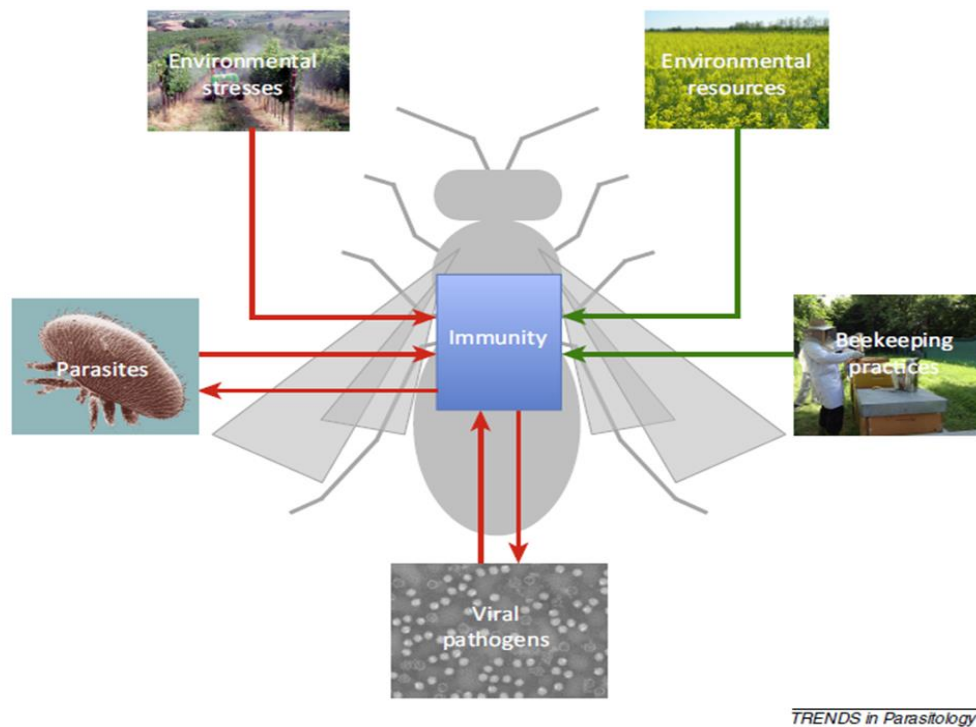 Environmental
stresses
Environmental
resources
Immunity
Parasites
Beekeeping
practices
Viral
pathogens
TRENDS in Parasitology